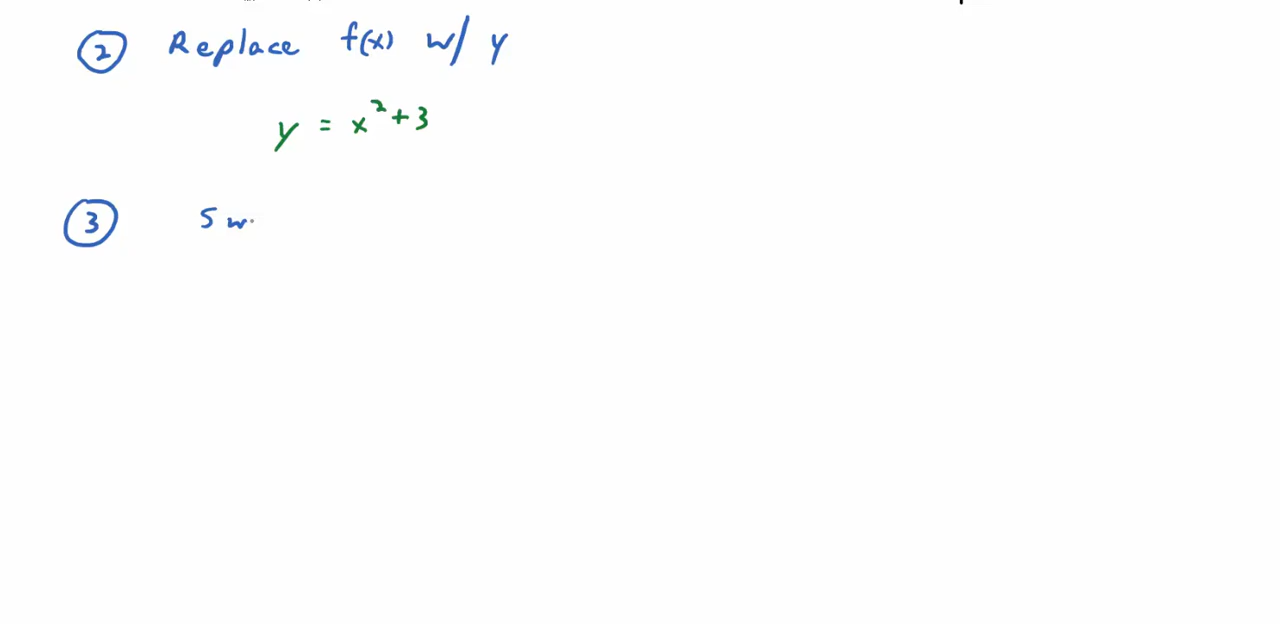 ② Replace f(x) w/ y
y = x² + 3
③ Sw